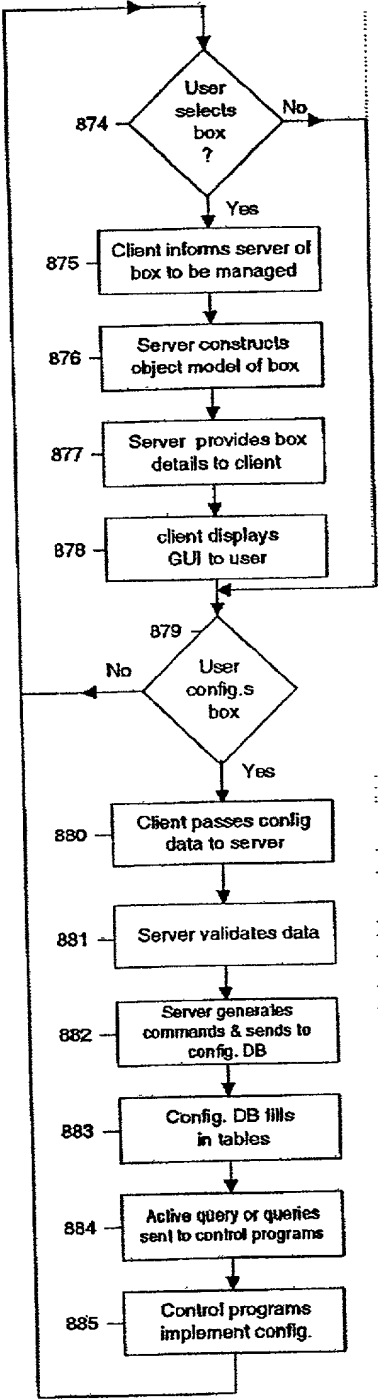 User
selects
box
?
874
No
Yes
875
Client informs server of
box to be managed
876
Server constructs
object model of box
877
Server provides box
details to client
878
client displays
GUI to user
879
User
config.s
box
No
Yes
880
Client passes config
data to server
881
Server validates data
882
Server generates
commands & sends to
config. DB
883
Config. DB fills
in tables
884
Active query or queries
sent to control programs
885
Control programs
implement config.